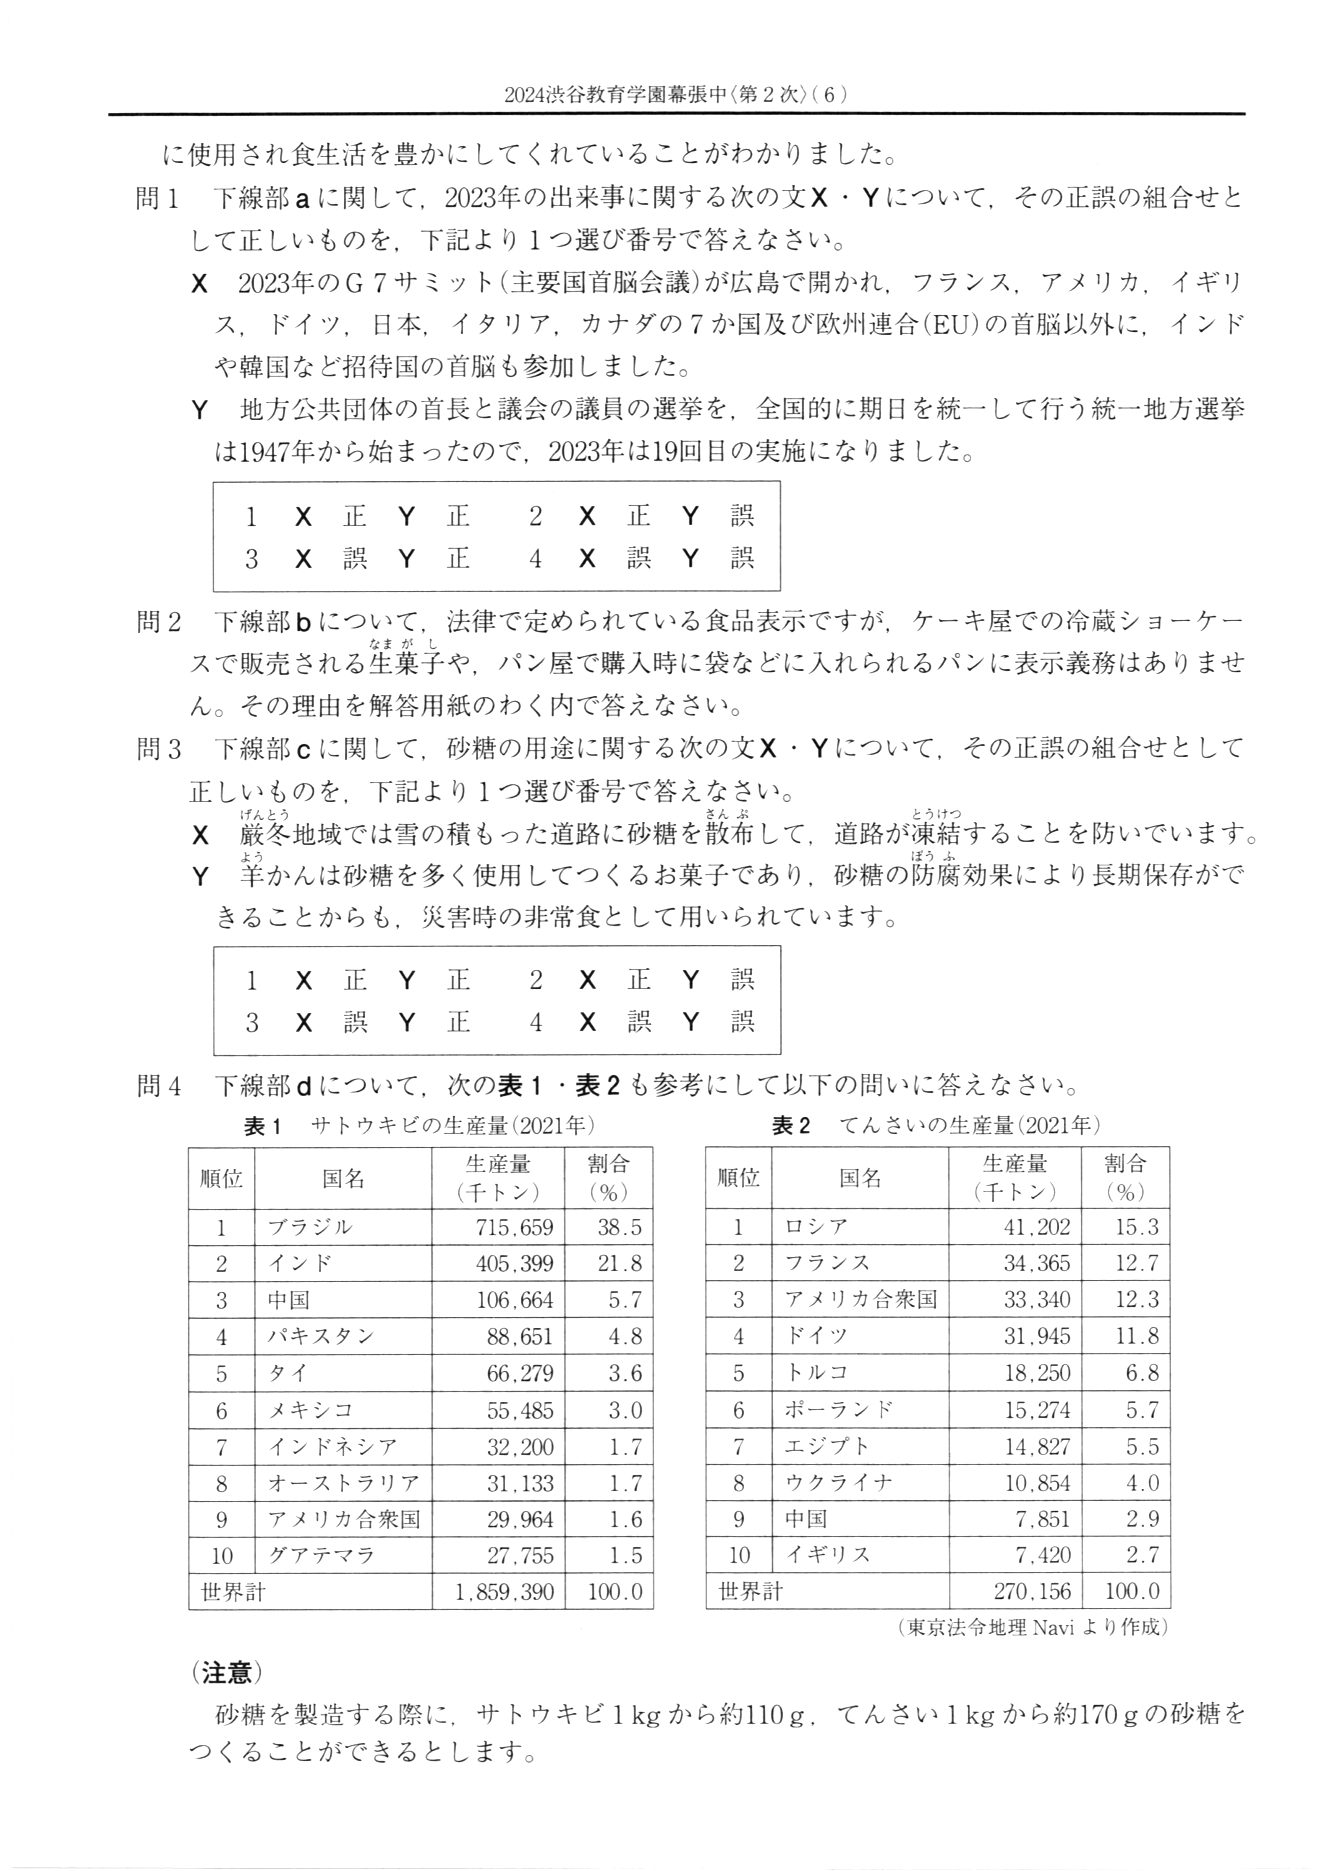 2024渋谷教育学園幕張中〈第2次〉(6)
に使用され食生活を豊かにしてくれていることがわかりました。
問1 下線部aに関して，2023年の出来事に関する次の文X・Yについて，その正誤の組合せと
して正しいものを，下記より1つ選び番号で答えなさい。
X 2023年のG7サミット(主要国首脳会議)が広島で開かれ，フランス，アメリカ，イギリ
ス，ドイツ，日本，イタリア，カナダの7か国及び欧州連合(EU)の首脳以外に，インド
や韓国など招待国の首脳も参加しました。
Y 地方公共団体の首長と議会の議員の選挙を，全国的に期日を統一して行う統一地方選挙
は1947年から始まったので，2023年は19回目の実施になりました。
1 X 正 Y 正 2 X 正 Y 誤
3 X 誤 Y 正 4 X 誤 Y 誤
問2 下線部bについて，法律で定められている食品表示ですが，ケーキ屋での冷蔵ショーケー
なまがし
スで販売される生菓子や，パン屋で購入時に袋などに入れられるパンに表示義務はありませ
ん。その理由を解答用紙のわく内で答えなさい。
問3 下線部cに関して，砂糖の用途に関する次の文X・Yについて，その正誤の組合せとして
正しいものを，下記より1つ選び番号で答えなさい。
げんとう さんぷ とうけつ
X 厳冬地域では雪の積もった道路に砂糖を散布して，道路が凍結することを防いでいます。
よう ぼうふ
Y 羊かんは砂糖を多く使用してつくるお菓子であり，砂糖の防腐効果により長期保存がで
きることからも，災害時の非常食として用いられています。
1 X 正 Y 正 2 X 正 Y 誤
3 X 誤 Y 正 4 X 誤 Y 誤
問4 下線部dについて，次の表1・表2も参考にして以下の問いに答えなさい。
表1 サトウキビの生産量(2021年)
順位 国名 生産量(千トン) 割合(%)
1 ブラジル 715,659 38.5
2 インド 405,399 21.8
3 中国 106,664 5.7
4 パキスタン 88,651 4.8
5 タイ 66,279 3.6
6 メキシコ 55,485 3.0
7 インドネシア 32,200 1.7
8 オーストラリア 31,133 1.7
9 アメリカ合衆国 29,964 1.6
10 グアテマラ 27,755 1.5
世界計 1,859,390 100.0
表2 てんさいの生産量(2021年)
順位 国名 生産量(千トン) 割合(%)
1 ロシア 41,202 15.3
2 フランス 34,365 12.7
3 アメリカ合衆国 33,340 12.3
4 ドイツ 31,945 11.8
5 トルコ 18,250 6.8
6 ポーランド 15,274 5.7
7 エジプト 14,827 5.5
8 ウクライナ 10,854 4.0
9 中国 7,851 2.9
10 イギリス 7,420 2.7
世界計 270,156 100.0
(東京法令地理Naviより作成)
(注意)
砂糖を製造する際に，サトウキビ1kgから約110g，てんさい1kgから約170gの砂糖を
つくることができるとします。